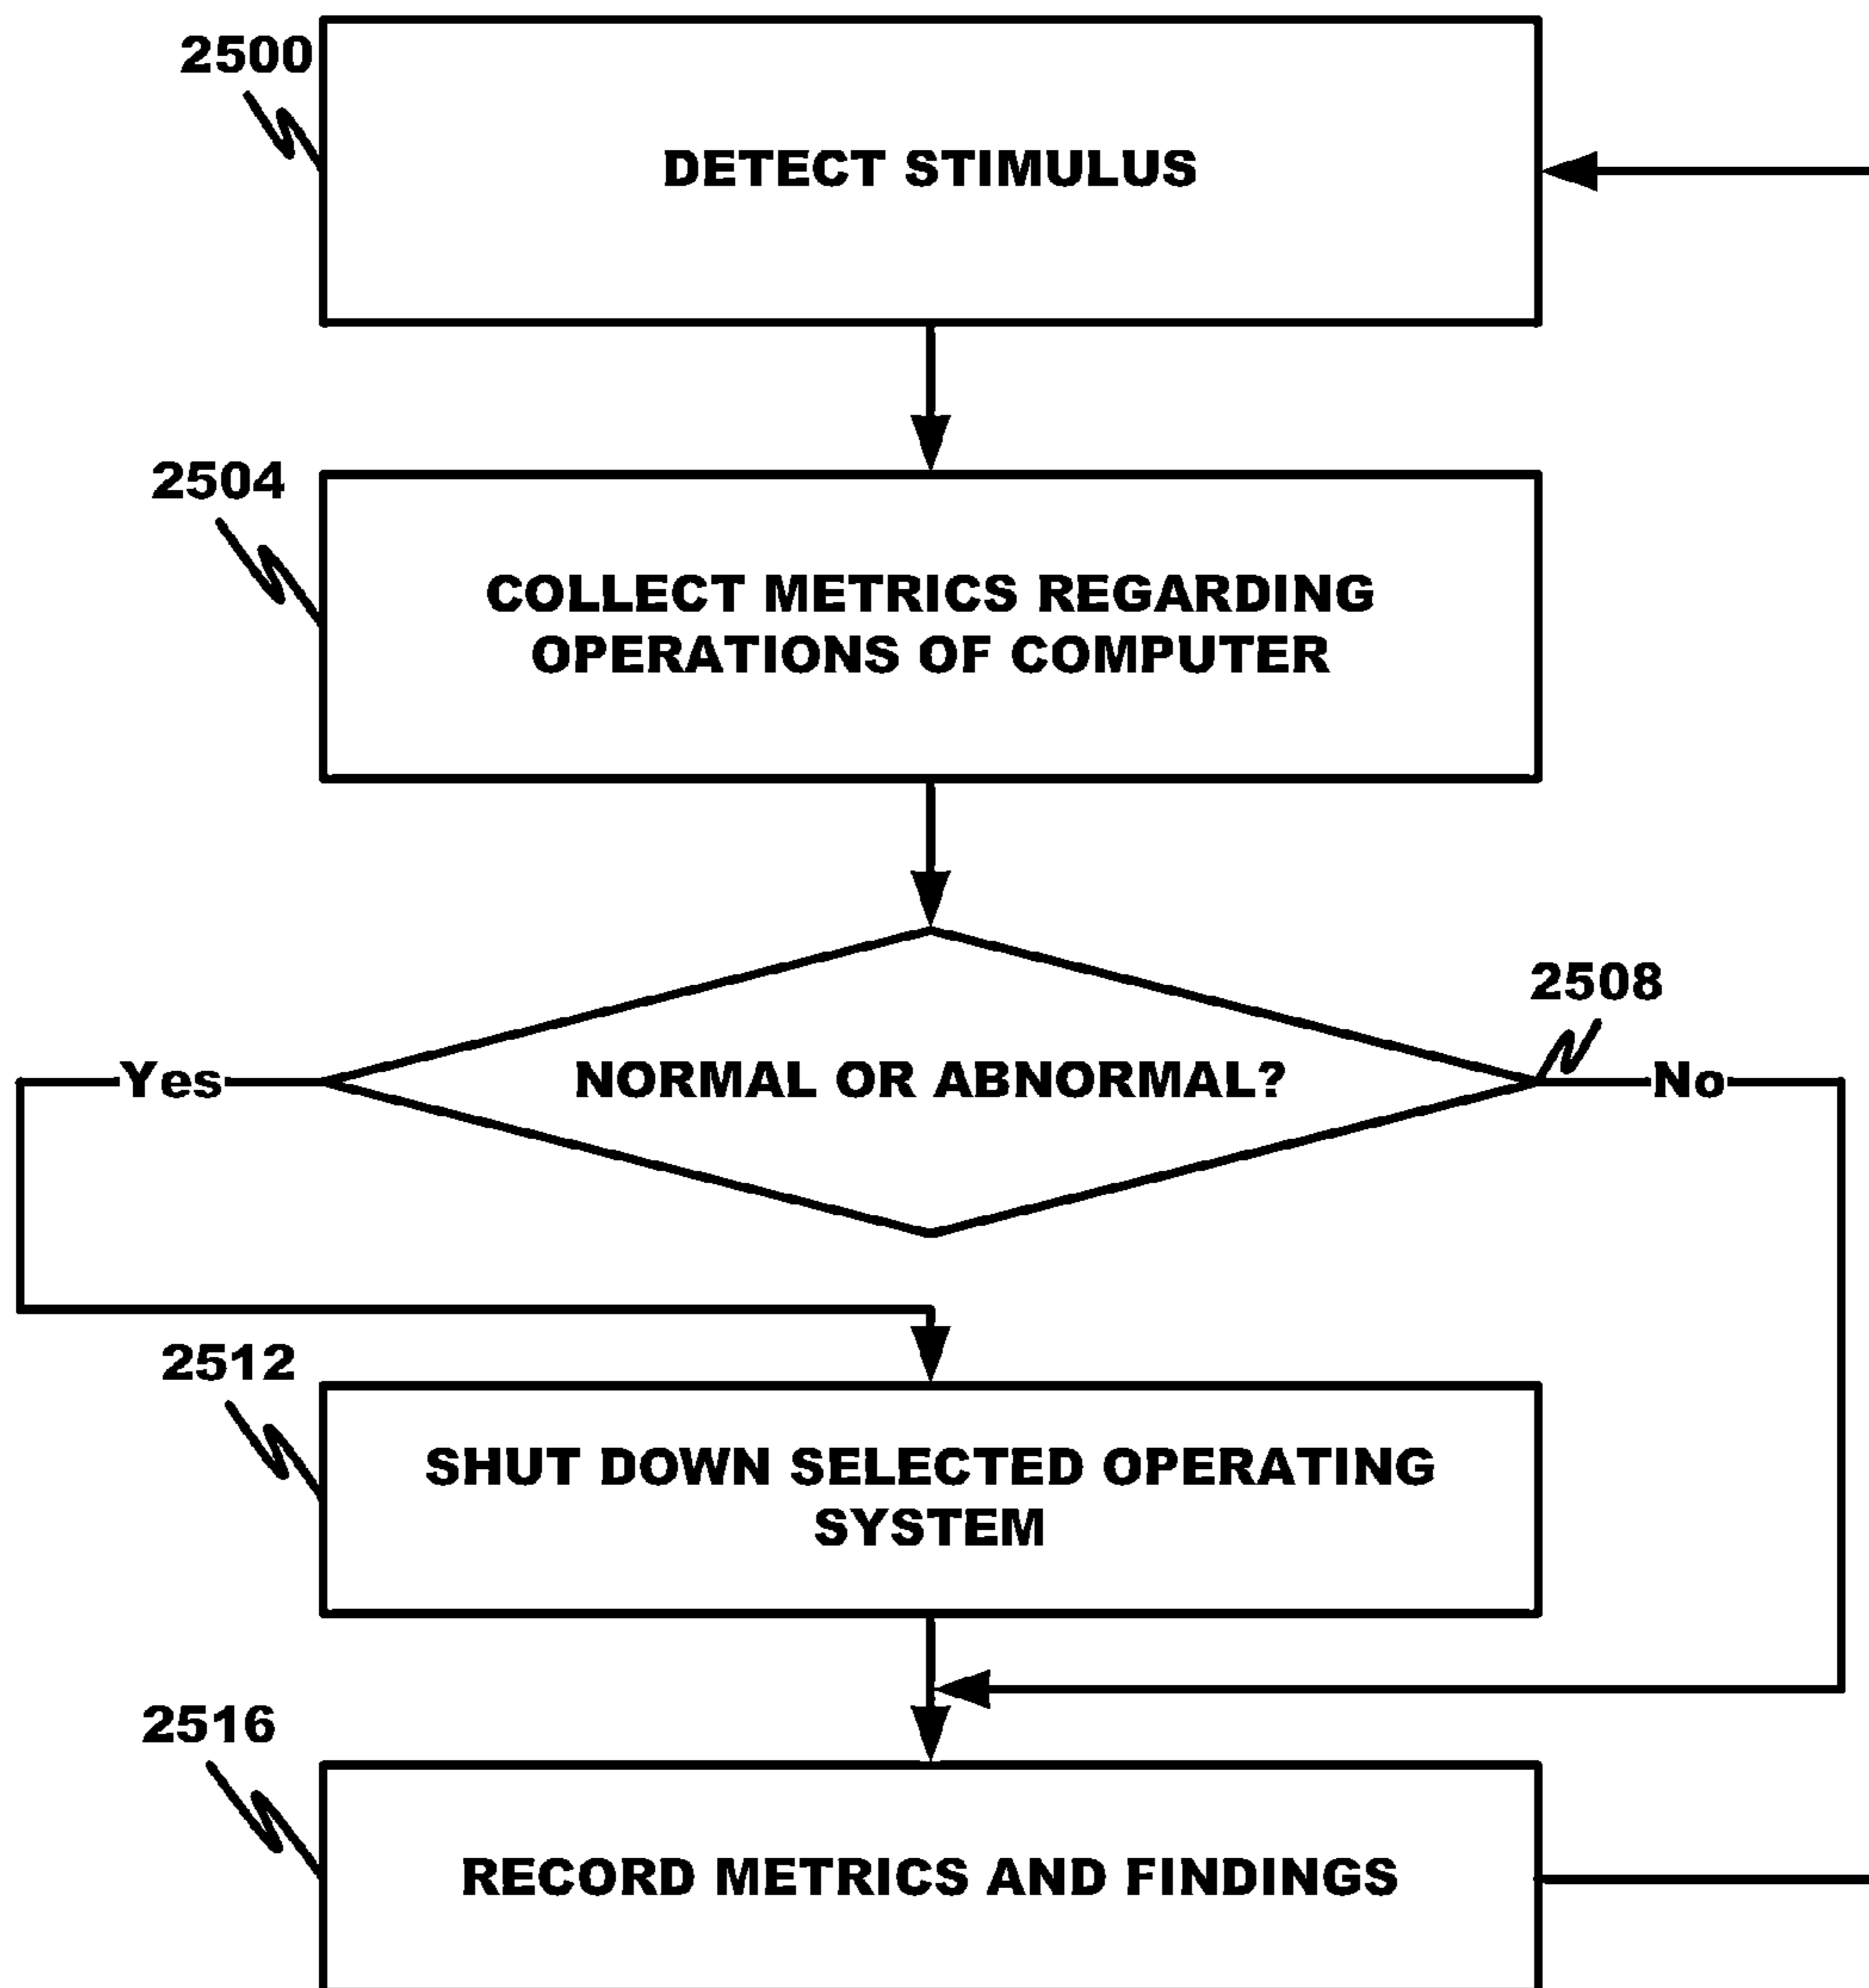 2500
DETECT STIMULUS
2504
COLLECT METRICS REGARDING
OPERATIONS OF COMPUTER
2508
Yes
NORMAL OR ABNORMAL?
No
2512
SHUT DOWN SELECTED OPERATING
SYSTEM
2516
RECORD METRICS AND FINDINGS